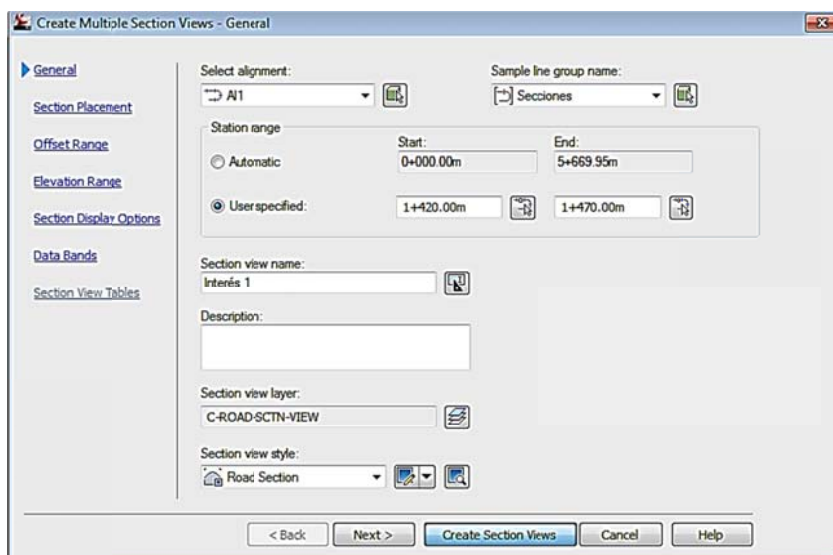 Create Multiple Section Views - General
General
Section Placement
Offset Range
Elevation Range
Section Display Options
Data Bands
Section View Tables
Select alignment:
Al1
Sample line group name:
Secciones
Station range
Start:
End:
Automatic
0+000.00m
5+669.95m
User specified:
1+420.00m
1+470.00m
Section view name:
Interés 1
Description:
Section view layer:
C-ROAD-SCTN-VIEW
Section view style:
Road Section
< Back
Next >
Create Section Views
Cancel
Help